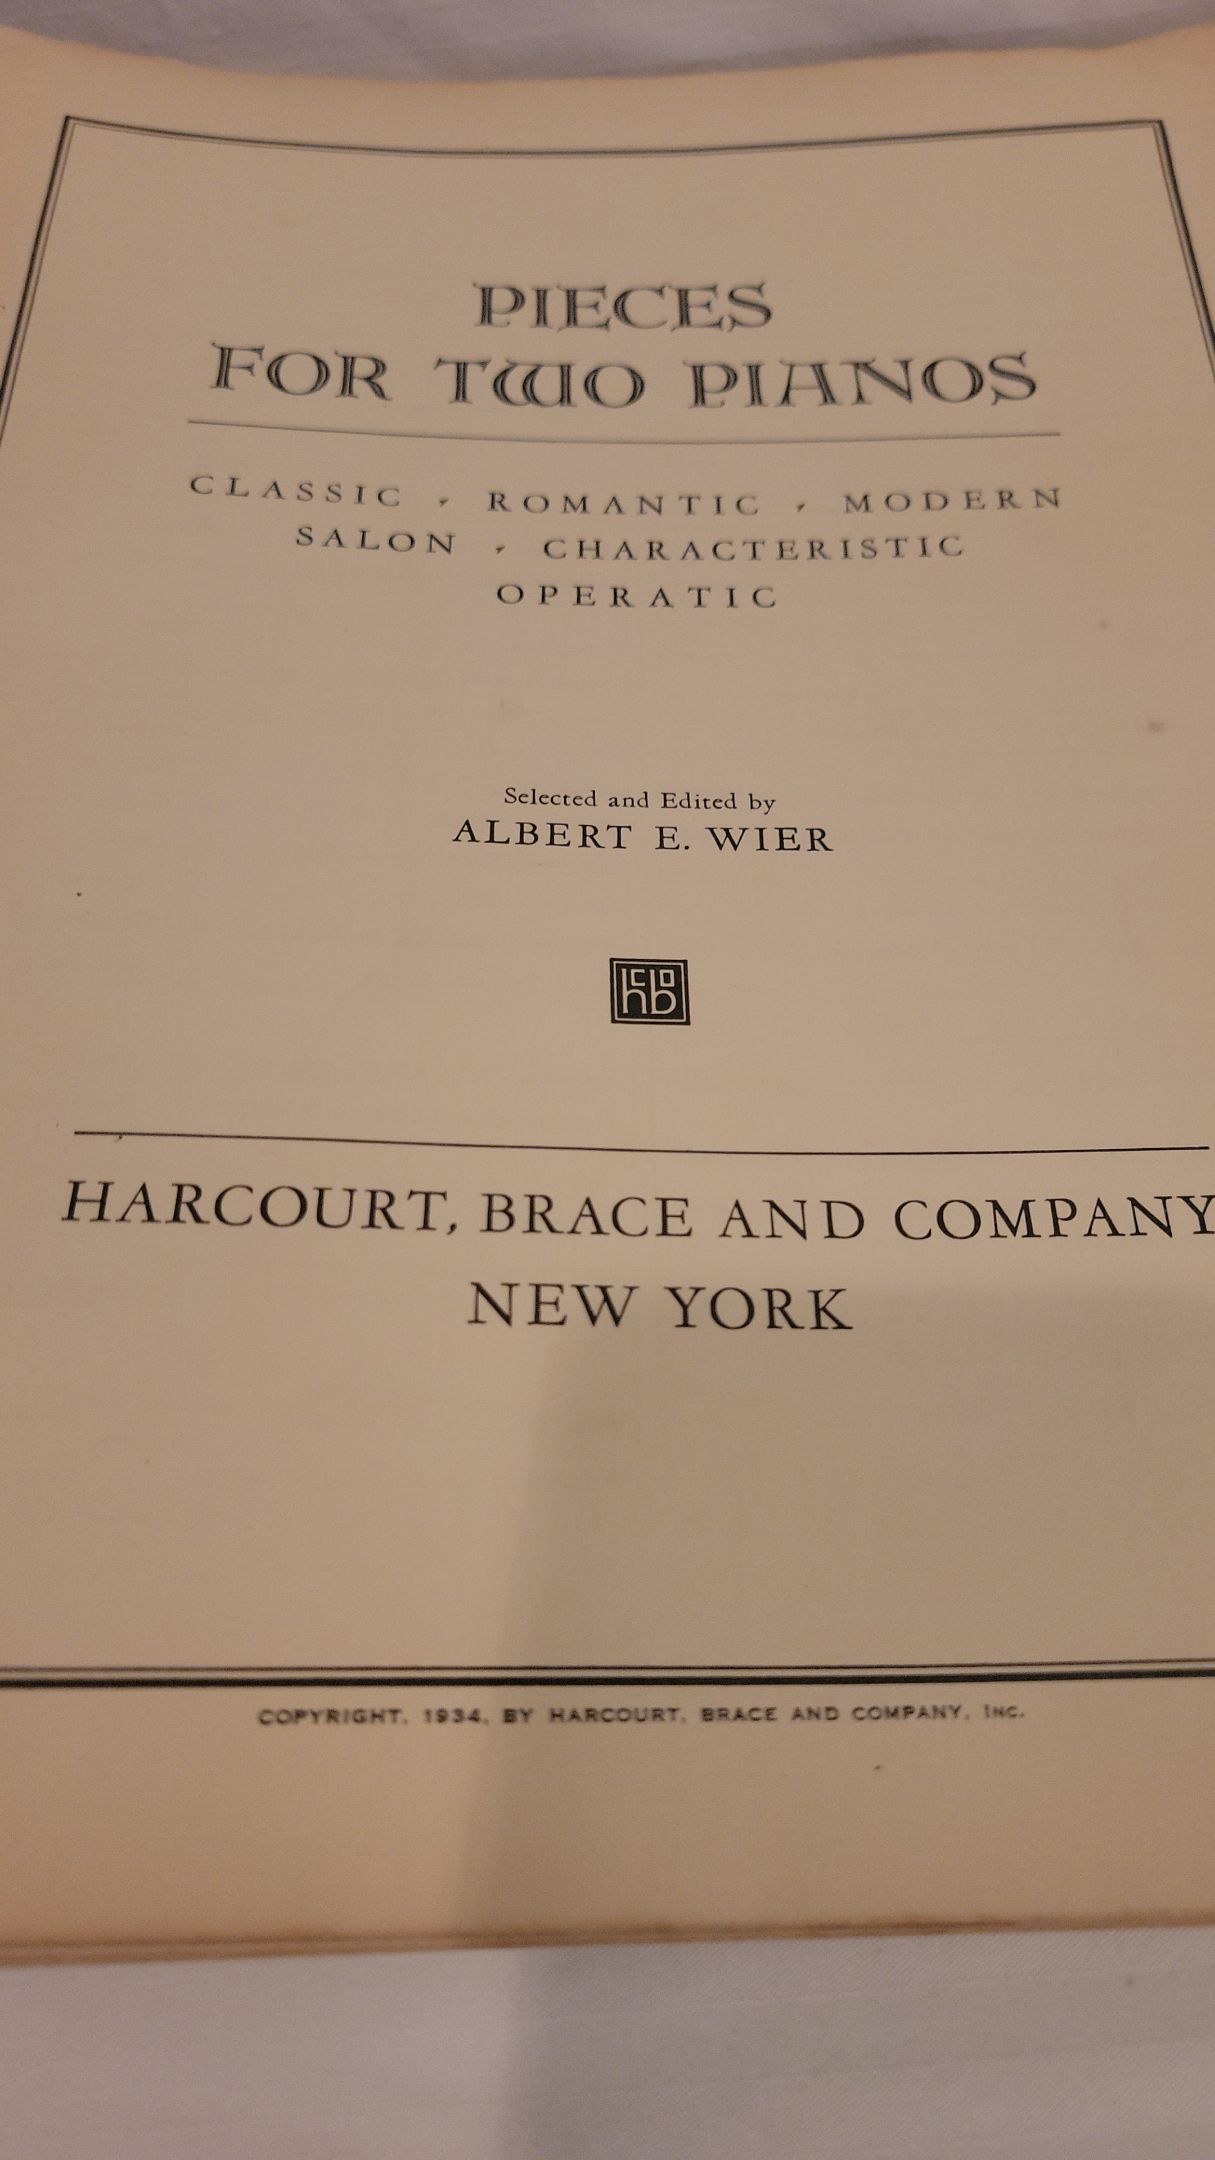 PIECES
FOR TWO PIANOS
CLASSIC · ROMANTIC · MODERN
SALON · CHARACTERISTIC
OPERATIC
Selected and Edited by
ALBERT E. WIER
hcbo
HARCOURT, BRACE AND COMPANY
NEW YORK
COPYRIGHT, 1934, BY HARCOURT, BRACE AND COMPANY, INC.